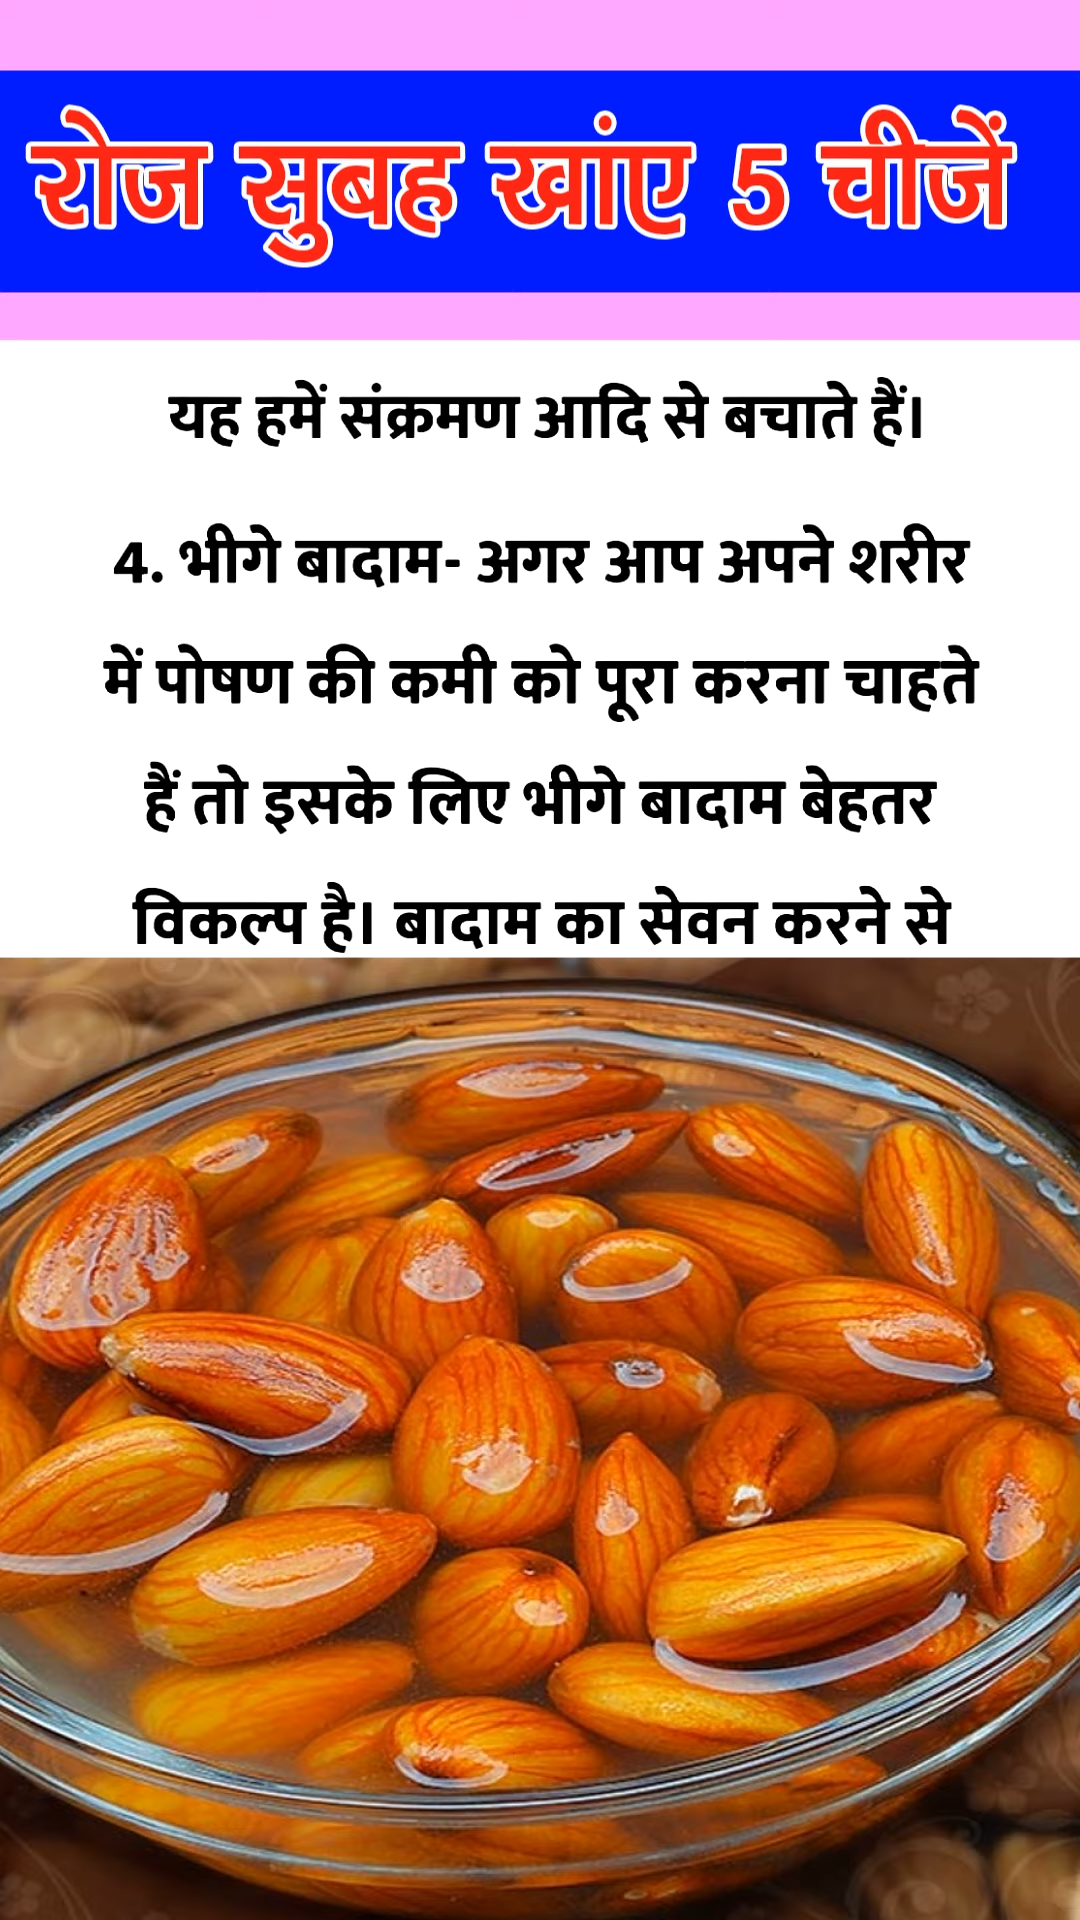 रोज सुबह खांए 5 चीजें
यह हमें संक्रमण आदि से बचाते हैं।
4. भीगे बादाम- अगर आप अपने शरीर
में पोषण की कमी को पूरा करना चाहते
हैं तो इसके लिए भीगे बादाम बेहतर
विकल्प है। बादाम का सेवन करने से